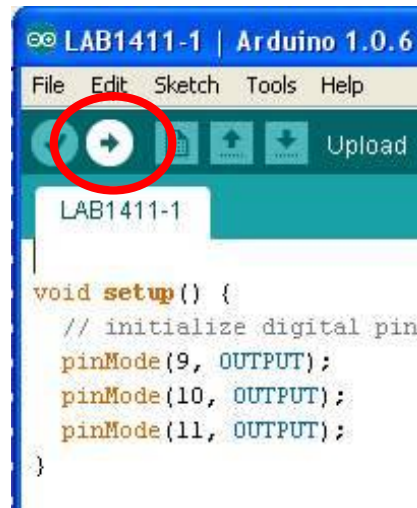 LAB1411-1 | Arduino 1.0.6
File Edit Sketch Tools Help
Upload
LAB1411-1
void setup() {
// initialize digital pin
pinMode(9, OUTPUT);
pinMode(10, OUTPUT);
pinMode(11, OUTPUT);
}